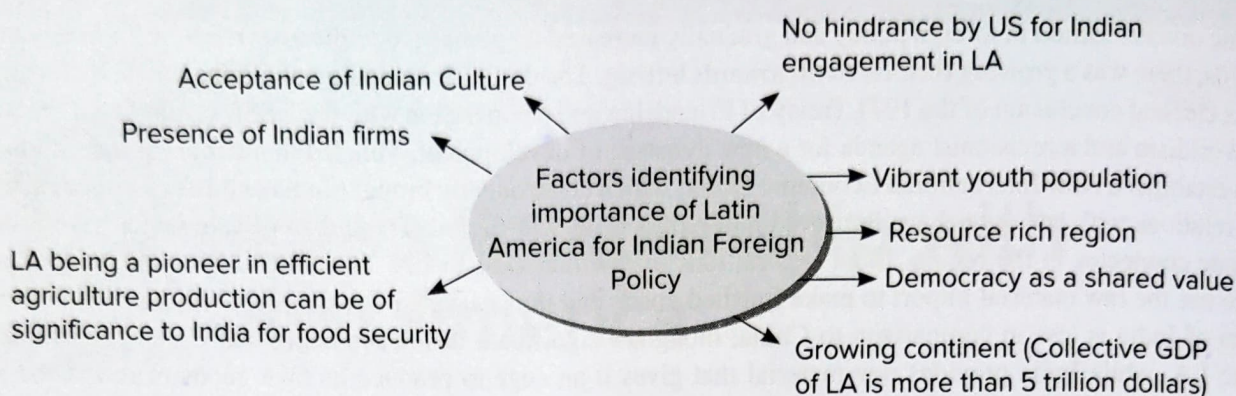 No hindrance by US for Indian
engagement in LA
Acceptance of Indian Culture
Presence of Indian firms
Factors identifying
importance of Latin
America for Indian Foreign
Policy
Vibrant youth population
Resource rich region
Democracy as a shared value
LA being a pioneer in efficient
agriculture production can be of
significance to India for food security
Growing continent (Collective GDP
of LA is more than 5 trillion dollars)